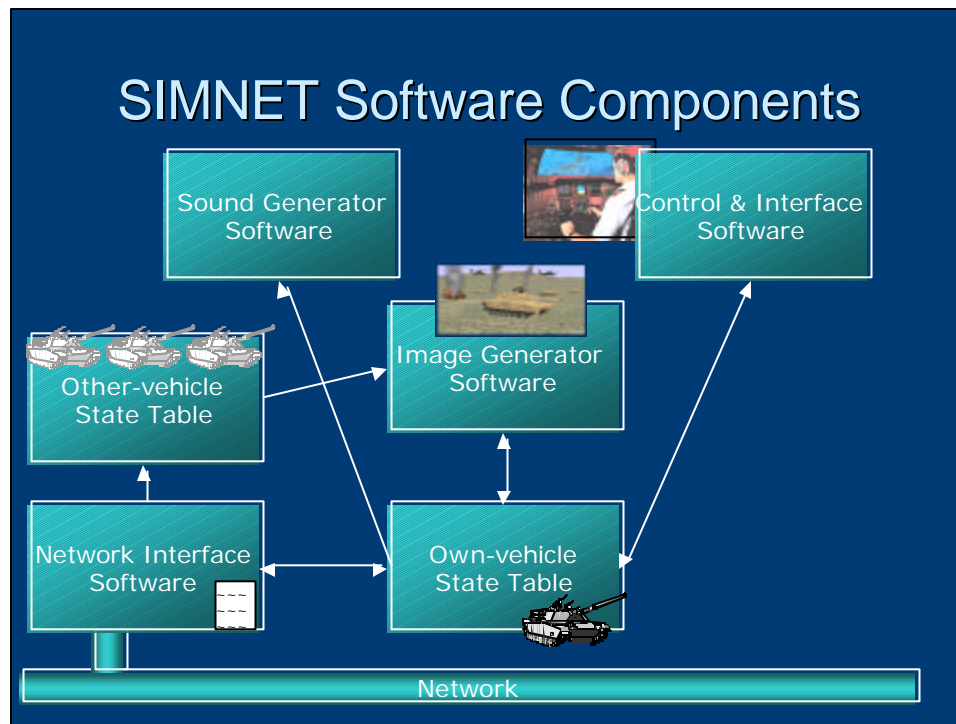 SIMNET Software Components
Sound Generator
Software
Control & Interface
Software
Image Generator
Software
Other-vehicle
State Table
Network Interface
Software
Own-vehicle
State Table
Network